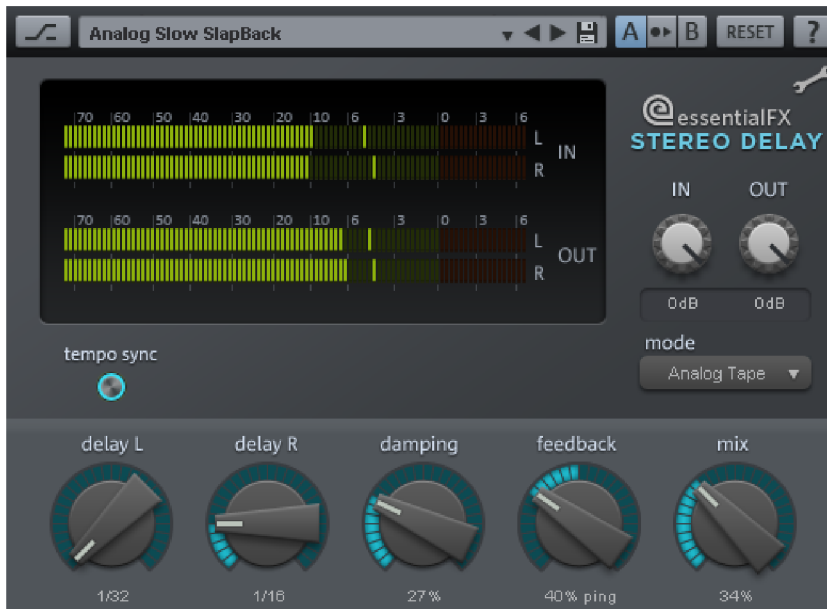 Analog Slow SlapBack
A B RESET ?
70 60 50 40 30 20 10 6 3 0 3 6
L
IN
R
70 60 50 40 30 20 10 6 3 0 3 6
L
OUT
R
essentialFX
STEREO DELAY
IN OUT
0dB 0dB
mode
Analog Tape
tempo sync
delay L delay R damping feedback mix
1/32 1/16 27% 40% ping 34%